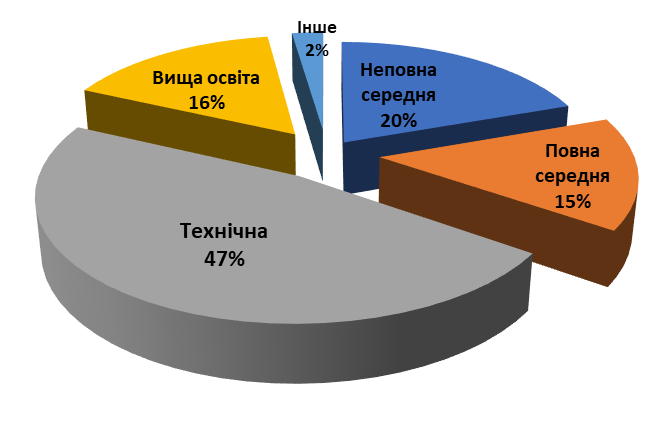 Інше
2%
Неповна
середня
20%
Вища освіта
16%
Повна
середня
15%
Технічна
47%